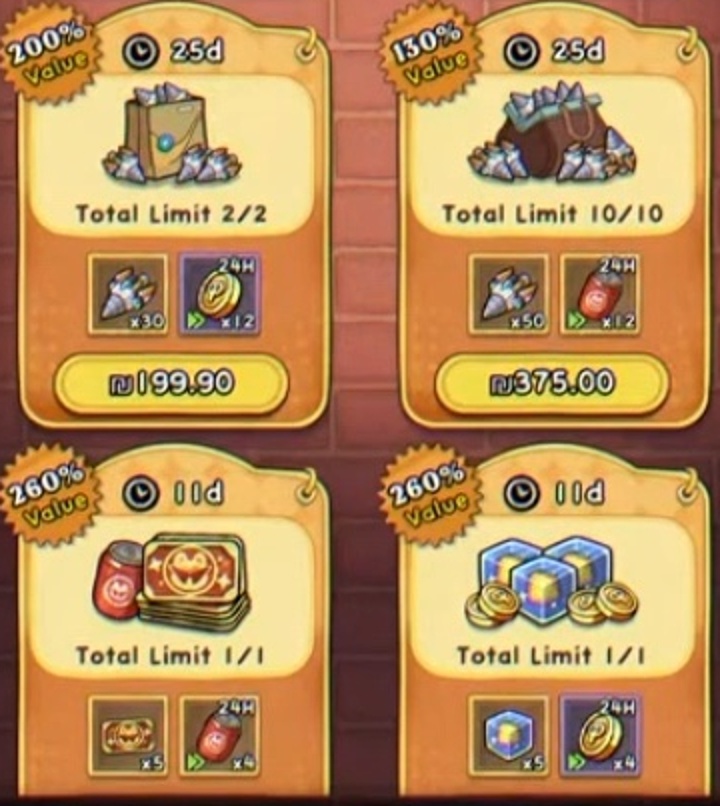 200% Value
25d
Total Limit 2/2
x30
24H
x12
₪199.90
130% Value
25d
Total Limit 10/10
x50
24H
x12
₪375.00
260% Value
11d
Total Limit 1/1
x5
24H
x4
260% Value
11d
Total Limit 1/1
x5
24H
x4